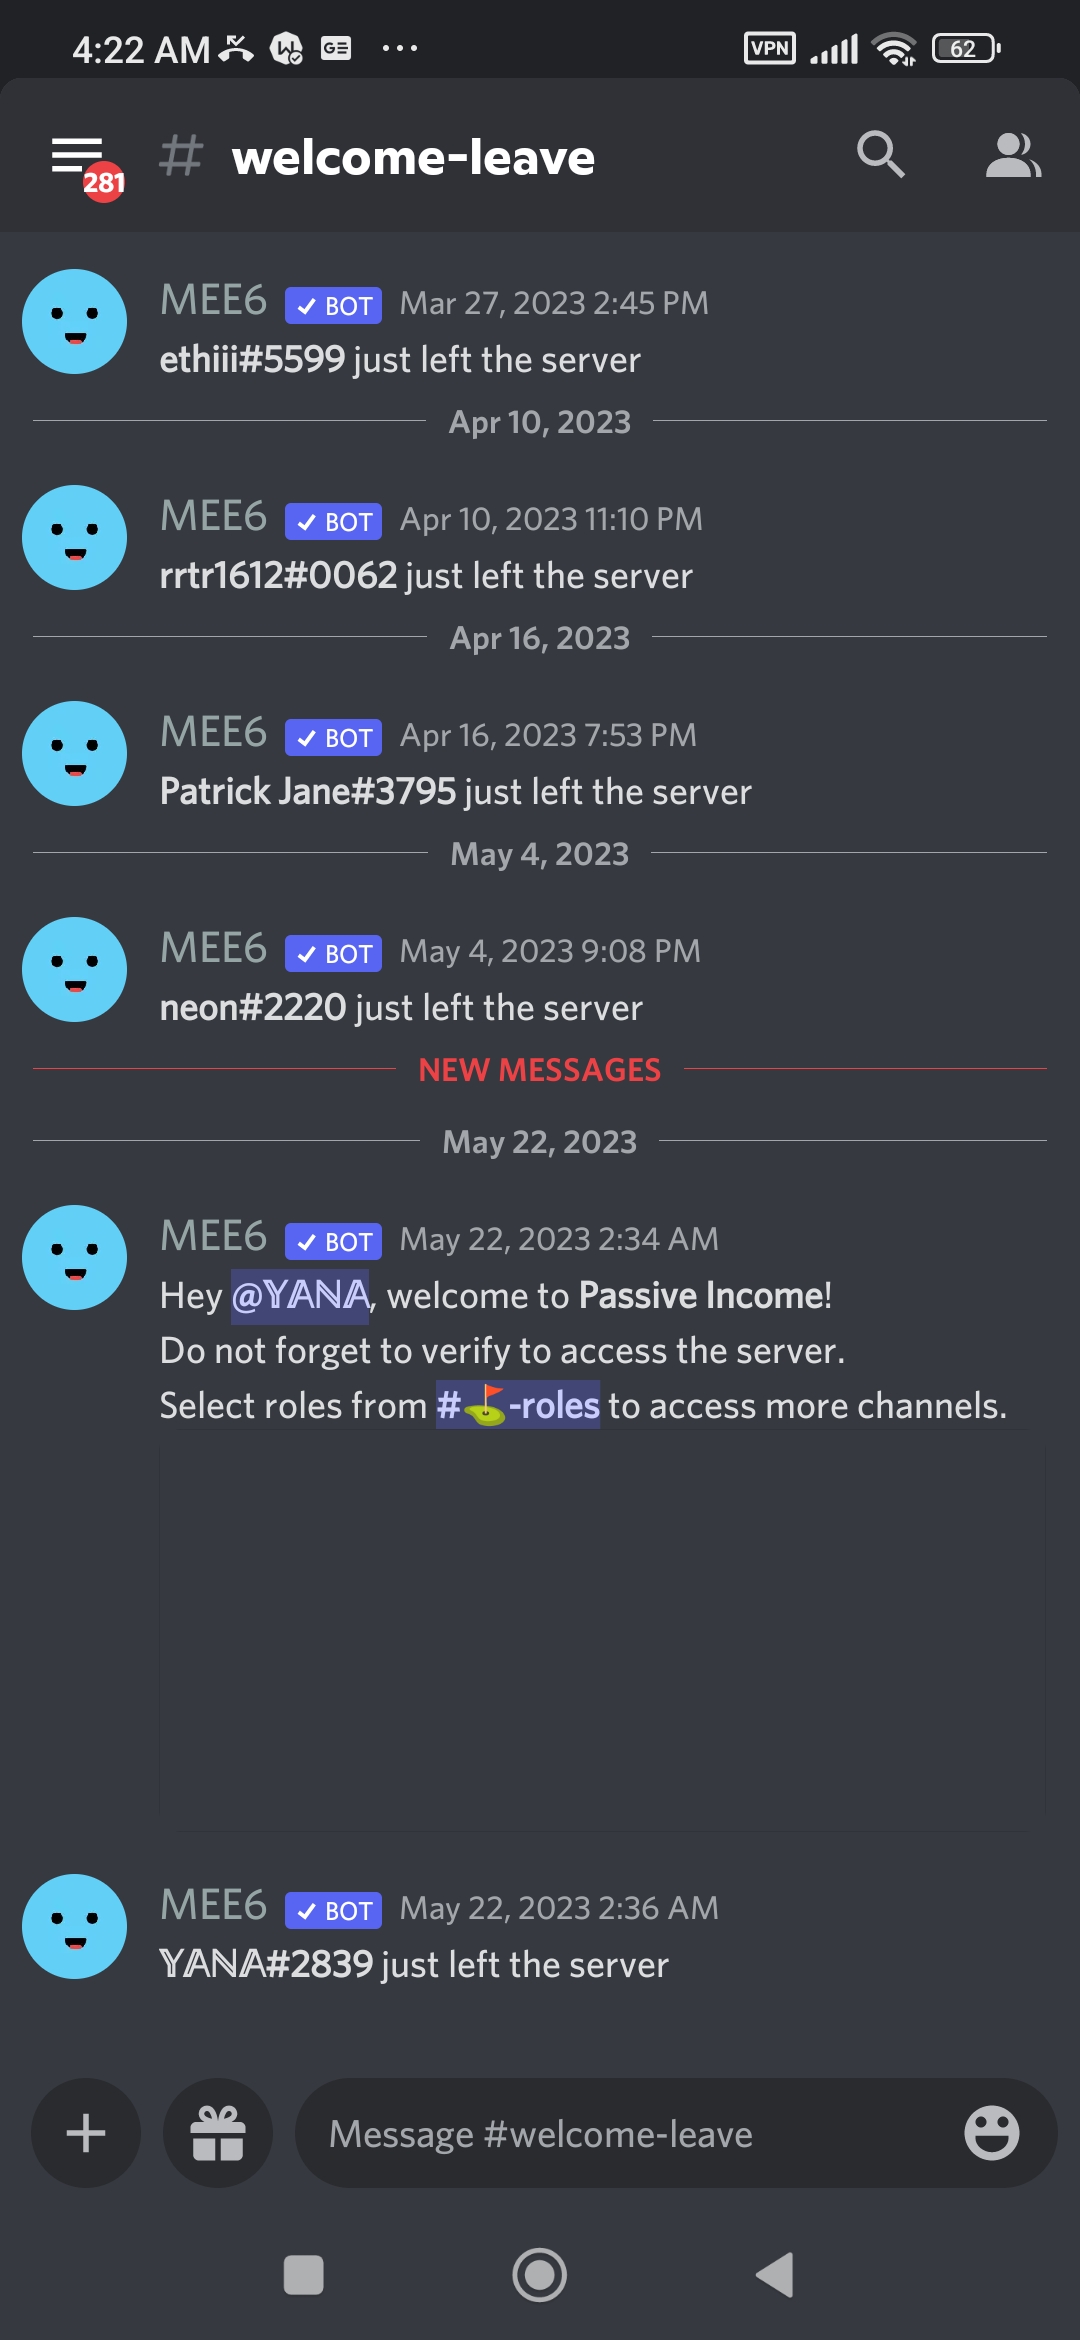 4:22 AM
VPN
62
281
# welcome-leave
MEE6 BOT Mar 27, 2023 2:45 PM
ethiii#5599 just left the server
Apr 10, 2023
MEE6 BOT Apr 10, 2023 11:10 PM
rrtr1612#0062 just left the server
Apr 16, 2023
MEE6 BOT Apr 16, 2023 7:53 PM
Patrick Jane#3795 just left the server
May 4, 2023
MEE6 BOT May 4, 2023 9:08 PM
neon#2220 just left the server
NEW MESSAGES
May 22, 2023
MEE6 BOT May 22, 2023 2:34 AM
Hey @𝕐𝔸ℕ𝔸, welcome to Passive Income!
Do not forget to verify to access the server.
Select roles from #⛳-roles to access more channels.
MEE6 BOT May 22, 2023 2:36 AM
𝕐𝔸ℕ𝔸#2839 just left the server
Message #welcome-leave